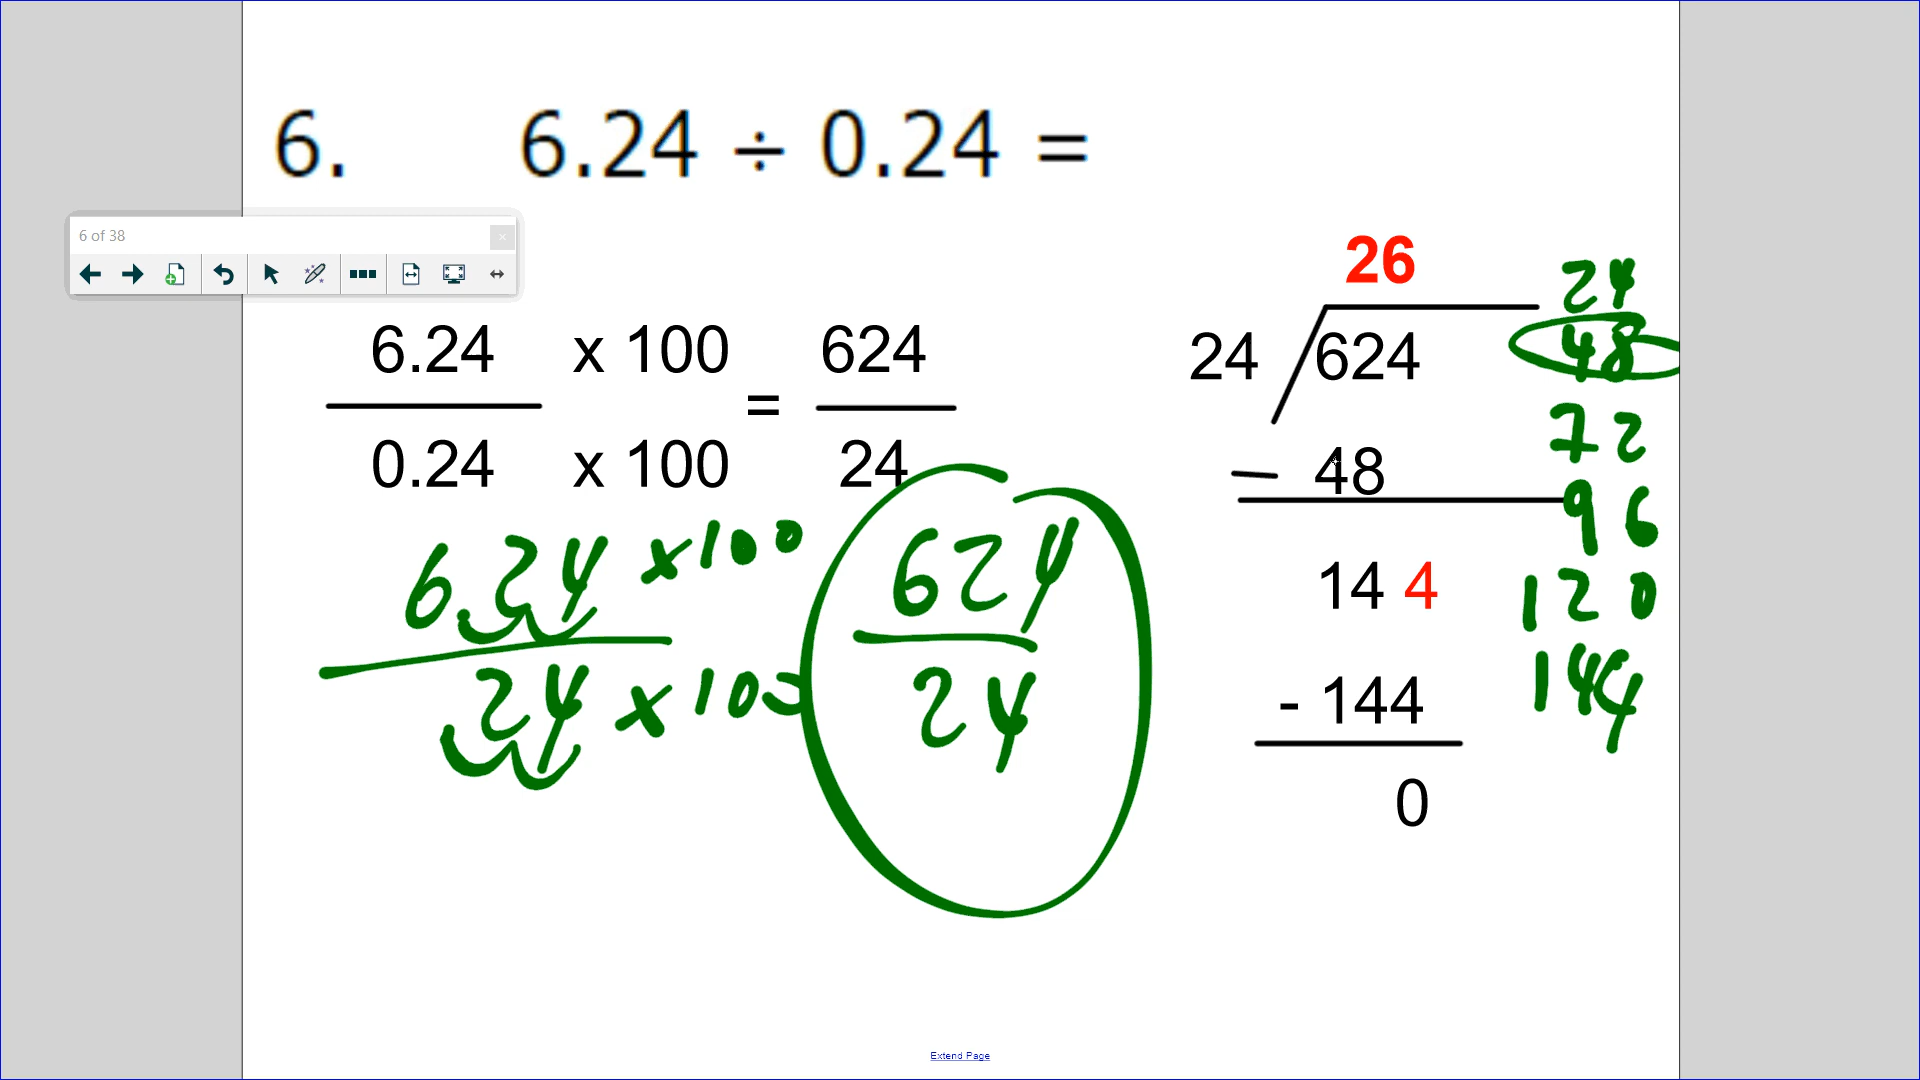 6. 6.24 ÷ 0.24 =
6 of 38
6.24 x 100
=
0.24 x 100
624
24
6.24 x100
24 x100
624
24
26
24 624
— 48
14 4
- 144
0
24
48
72
96
120
144
Extend Page